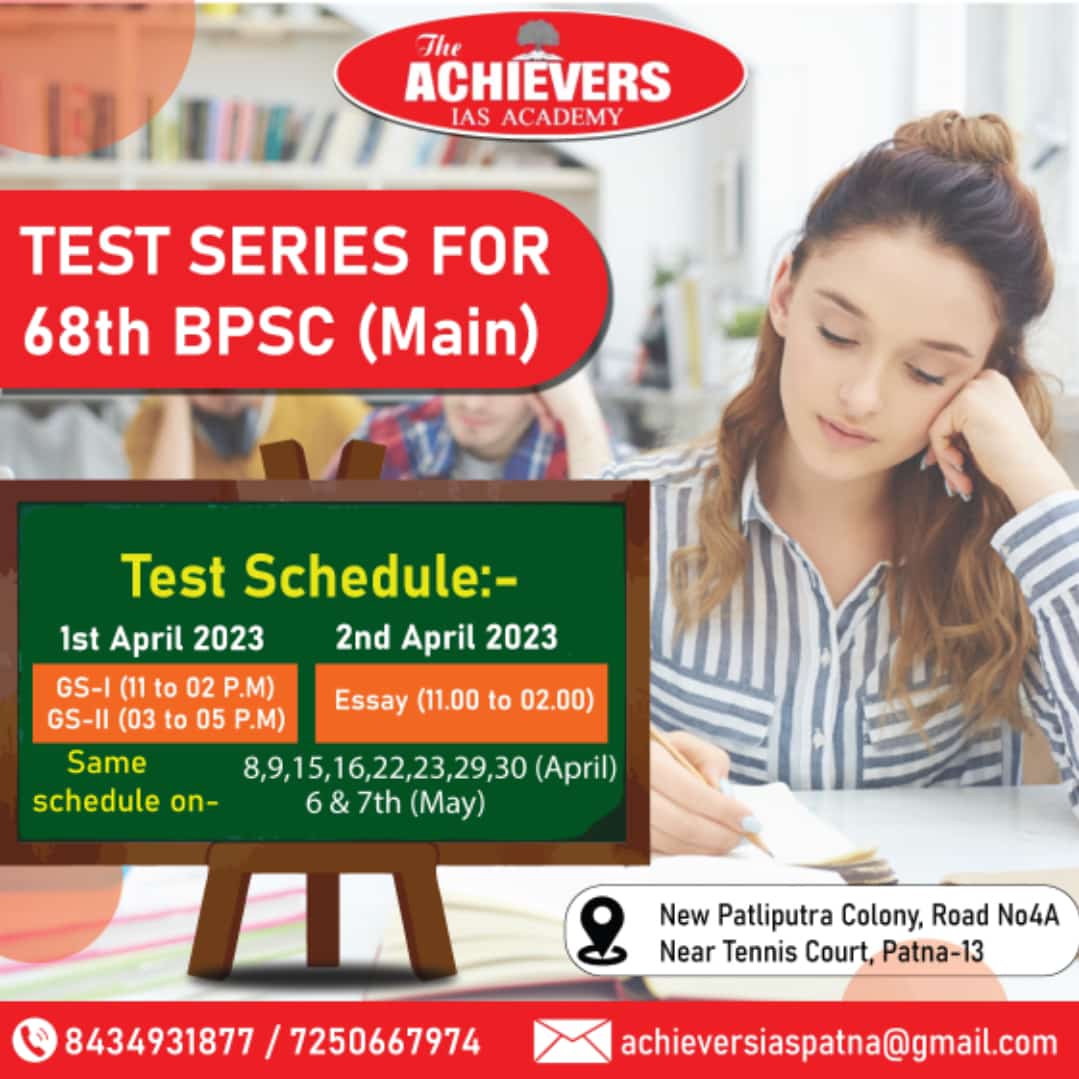 The
ACHIEVERS
IAS ACADEMY
TEST SERIES FOR
68th BPSC (Main)
Test Schedule:-
1st April 2023
GS-I (11 to 02 P.M)
GS-II (03 to 05 P.M)
2nd April 2023
Essay (11.00 to 02.00)
Same
schedule on-
8,9,15,16,22,23,29,30 (April)
6 & 7th (May)
New Patliputra Colony, Road No4A
Near Tennis Court, Patna-13
8434931877 / 7250667974
achieversiaspatna@gmail.com